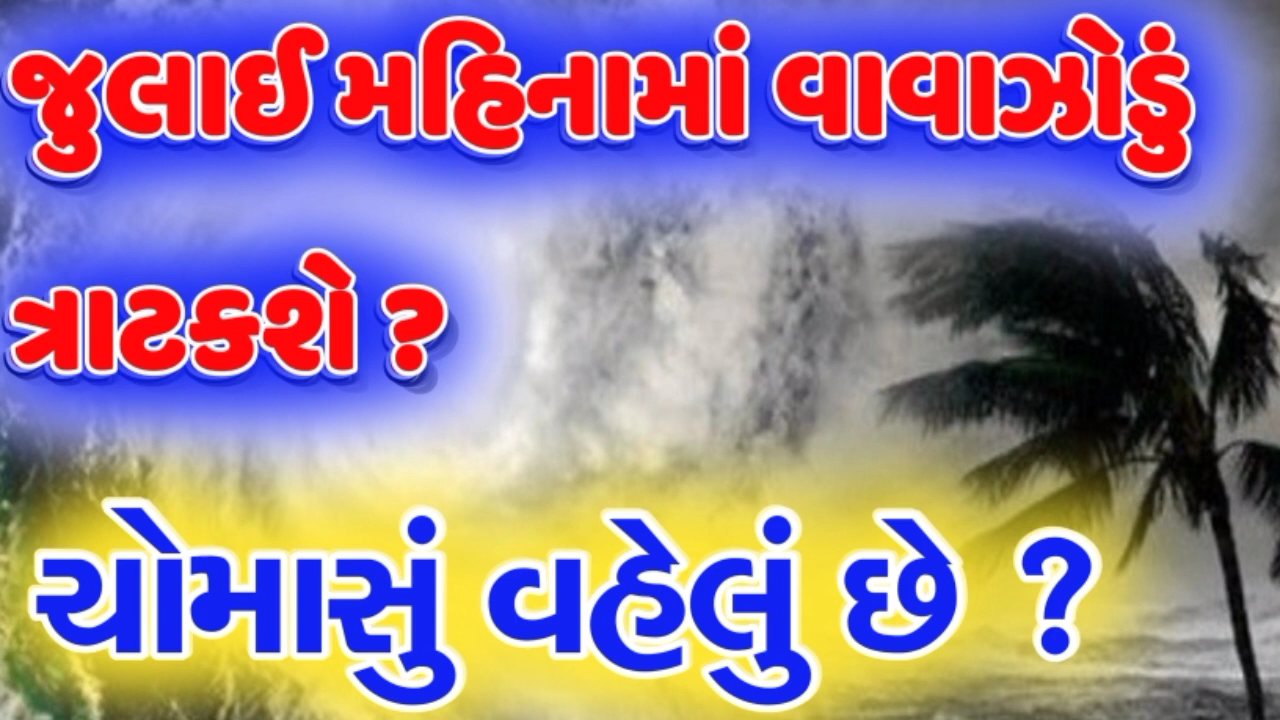 જુલાઈ મહિનામાં વાવાઝોડું
ત્રાટકશે ?
ચોમાસું વહેલું છે ?